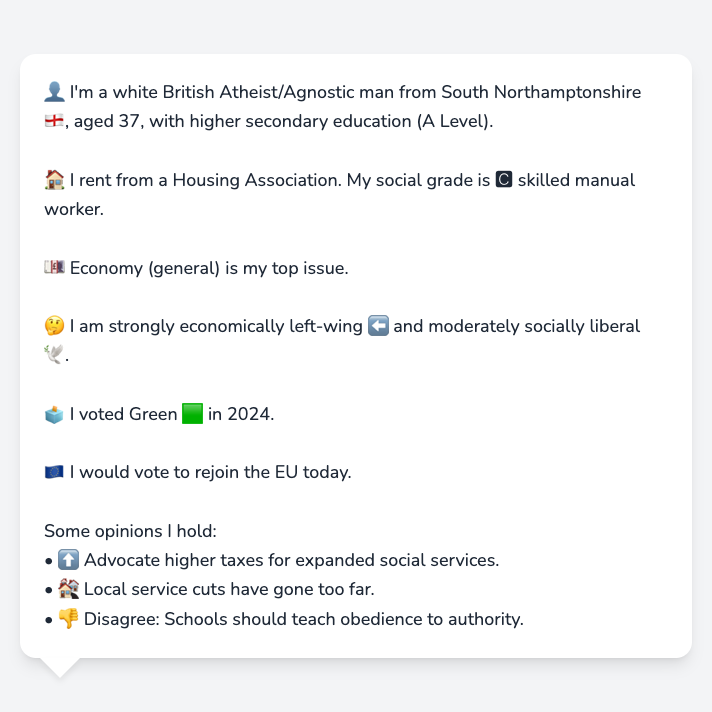 👤 I'm a white British Atheist/Agnostic man from South Northamptonshire
🏴󠁧󠁢󠁥󠁮󠁧󠁿, aged 37, with higher secondary education (A Level).
🏠 I rent from a Housing Association. My social grade is 🅲 skilled manual
worker.
💷 Economy (general) is my top issue.
🤔 I am strongly economically left-wing ⬅️ and moderately socially liberal
🕊️.
🗳️ I voted Green 🟩 in 2024.
🇪🇺 I would vote to rejoin the EU today.
Some opinions I hold:
• ⬆️ Advocate higher taxes for expanded social services.
• 🏘️ Local service cuts have gone too far.
• 👎 Disagree: Schools should teach obedience to authority.